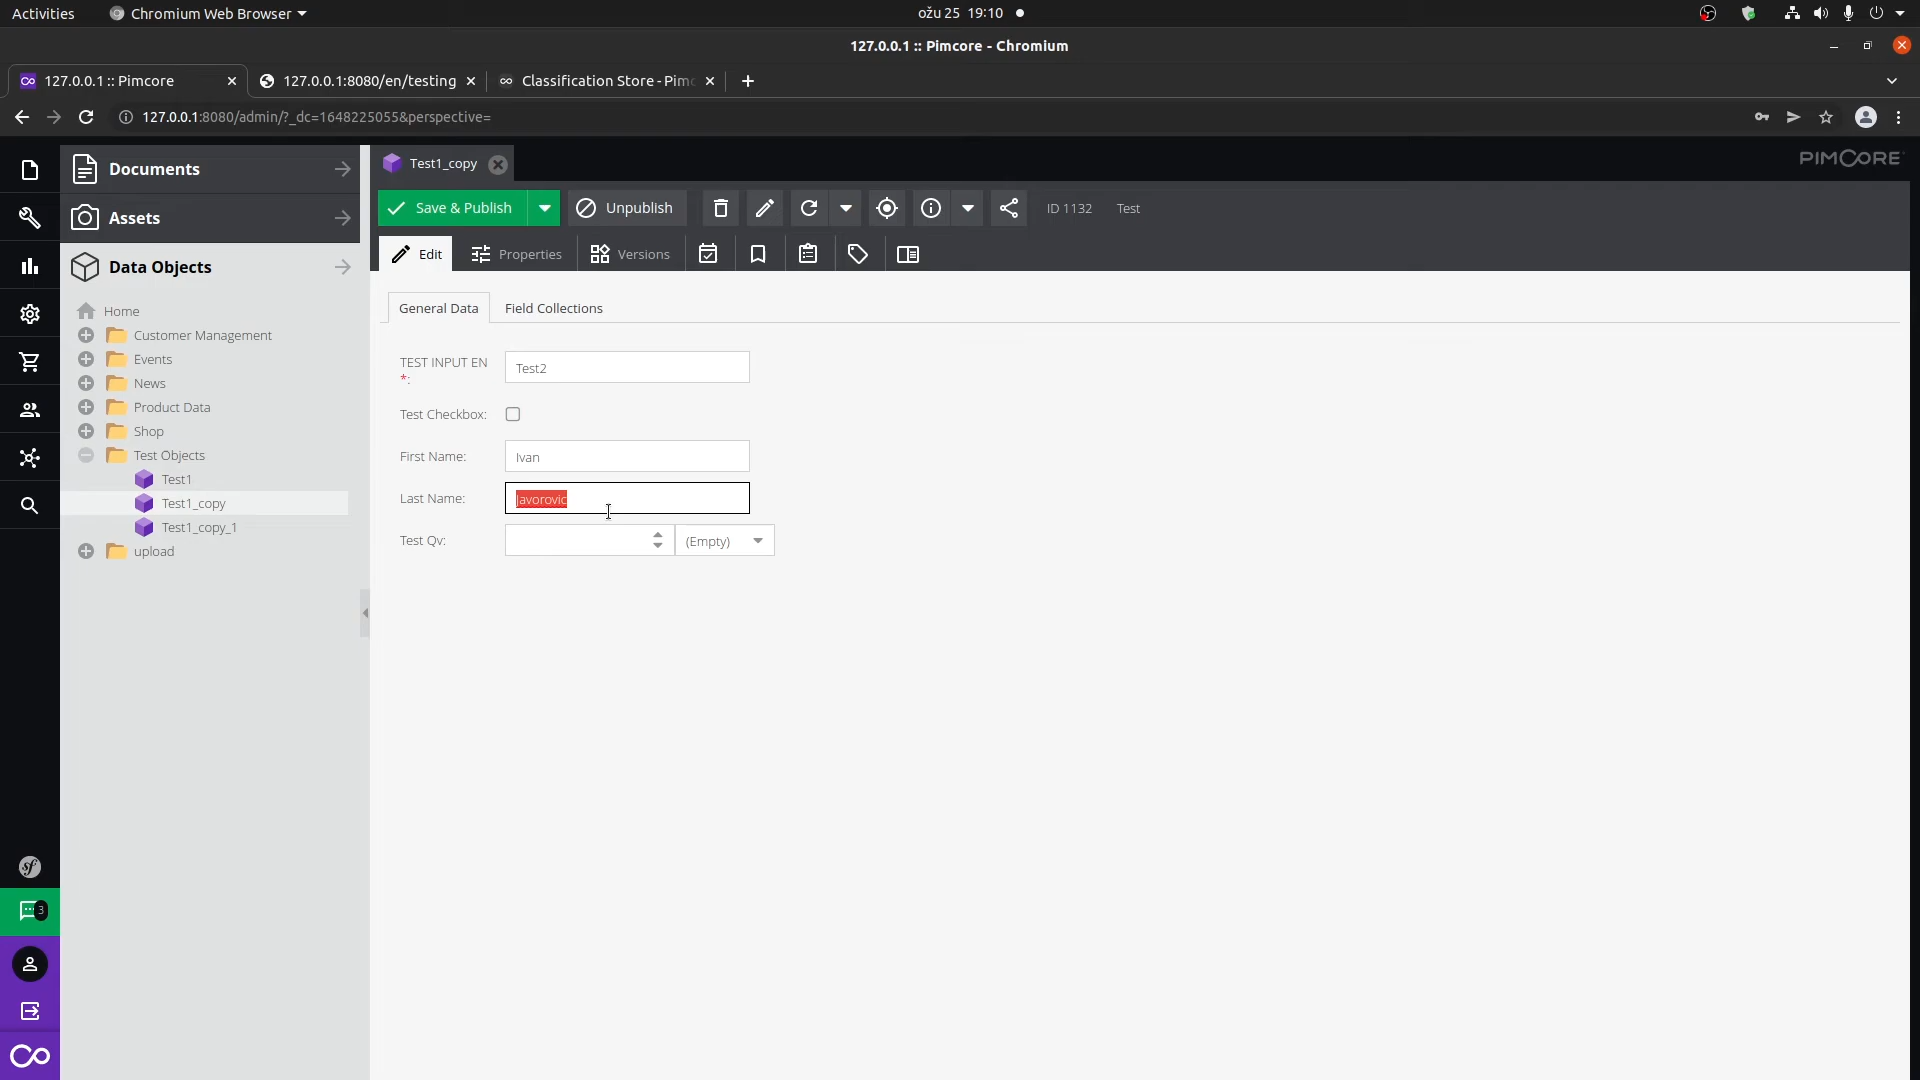 Activities
Chromium Web Browser
ožu 25 19:10
127.0.0.1 :: Pimcore - Chromium
127.0.0.1 :: Pimcore
127.0.0.1:8080/en/testing
Classification Store - Pimc
127.0.0.1:8080/admin/?_dc=1648225055&perspective=
Documents
Assets
Data Objects
Home
Customer Management
Events
News
Product Data
Shop
Test Objects
Test1
Test1_copy
Test1_copy_1
upload
3
Test1_copy
PIMCORE
Save & Publish
Unpublish
ID 1132
Test
Edit
Properties
Versions
General Data
Field Collections
TEST INPUT EN
*:
Test2
Test Checkbox:
First Name:
Ivan
Last Name:
Javorovic
Test Qv:
(Empty)
sf